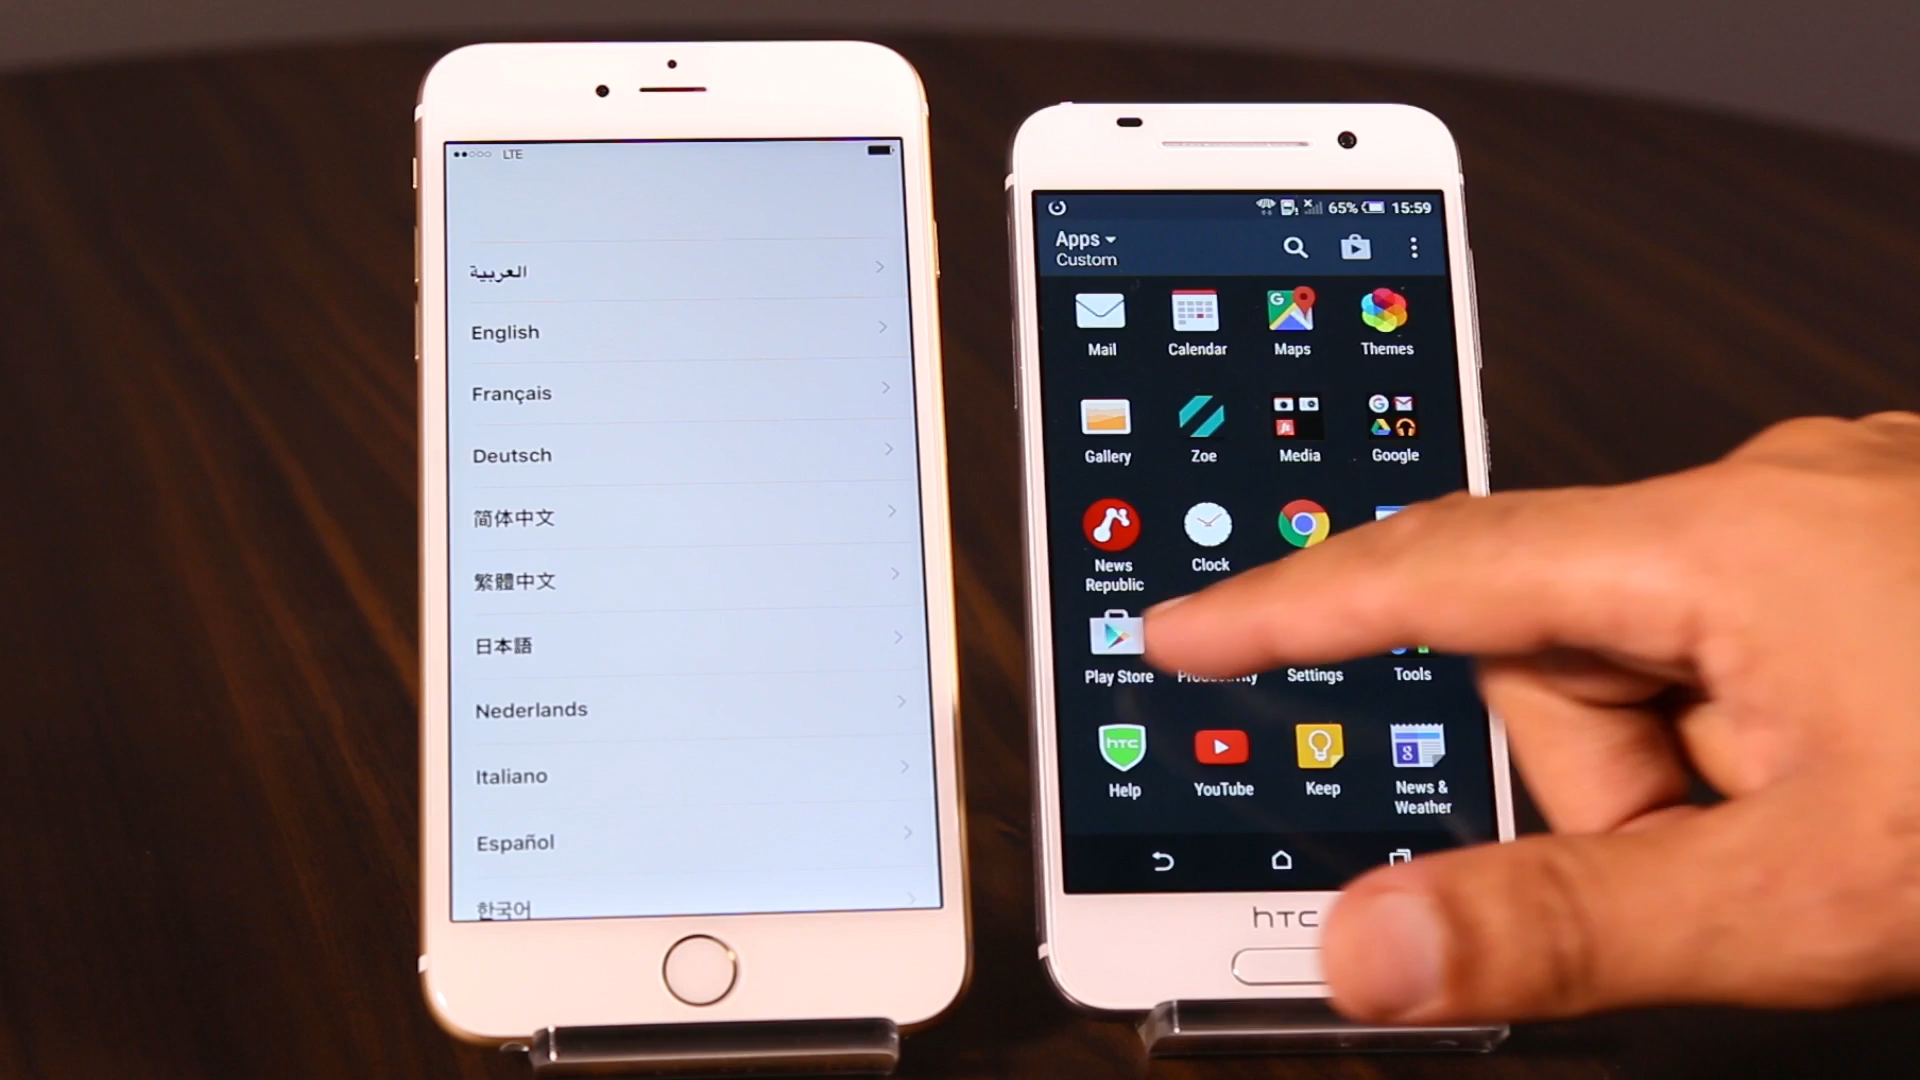 LTE
العربية
English
Français
Deutsch
简体中文
繁體中文
日本語
Nederlands
Italiano
Español
한국어
65% 15:59
Apps
Custom
Mail Calendar Maps Themes
Gallery Zoe Media Google
News Republic Clock
Play Store Productivity Settings Tools
Help YouTube Keep News & Weather
hTC
hTC